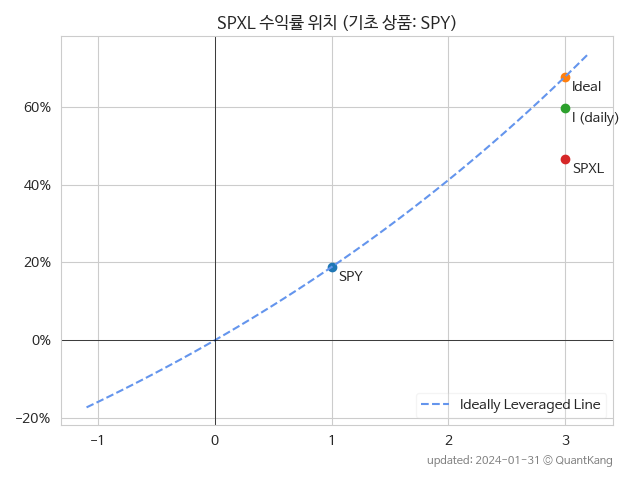 SPXL 수익률 위치 (기초 상품: SPY)
Ideal
60%
I (daily)
SPXL
40%
20%
SPY
0%
Ideally Leveraged Line
−20%
−1
0
1
2
3
updated: 2024-01-31 © QuantKang